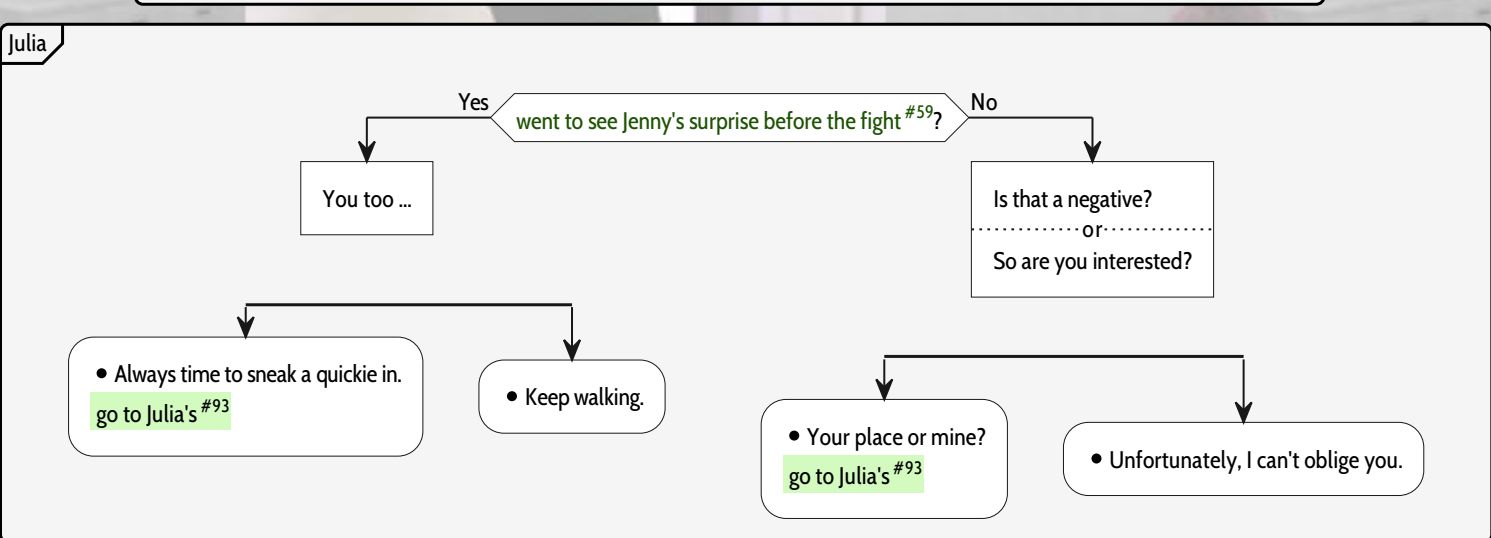 Julia
Yes
went to see Jenny's surprise before the fight #59?
No
You too ...
Is that a negative?
or
So are you interested?
• Always time to sneak a quickie in.
go to Julia's #93
• Keep walking.
• Your place or mine?
go to Julia's #93
• Unfortunately, I can't oblige you.